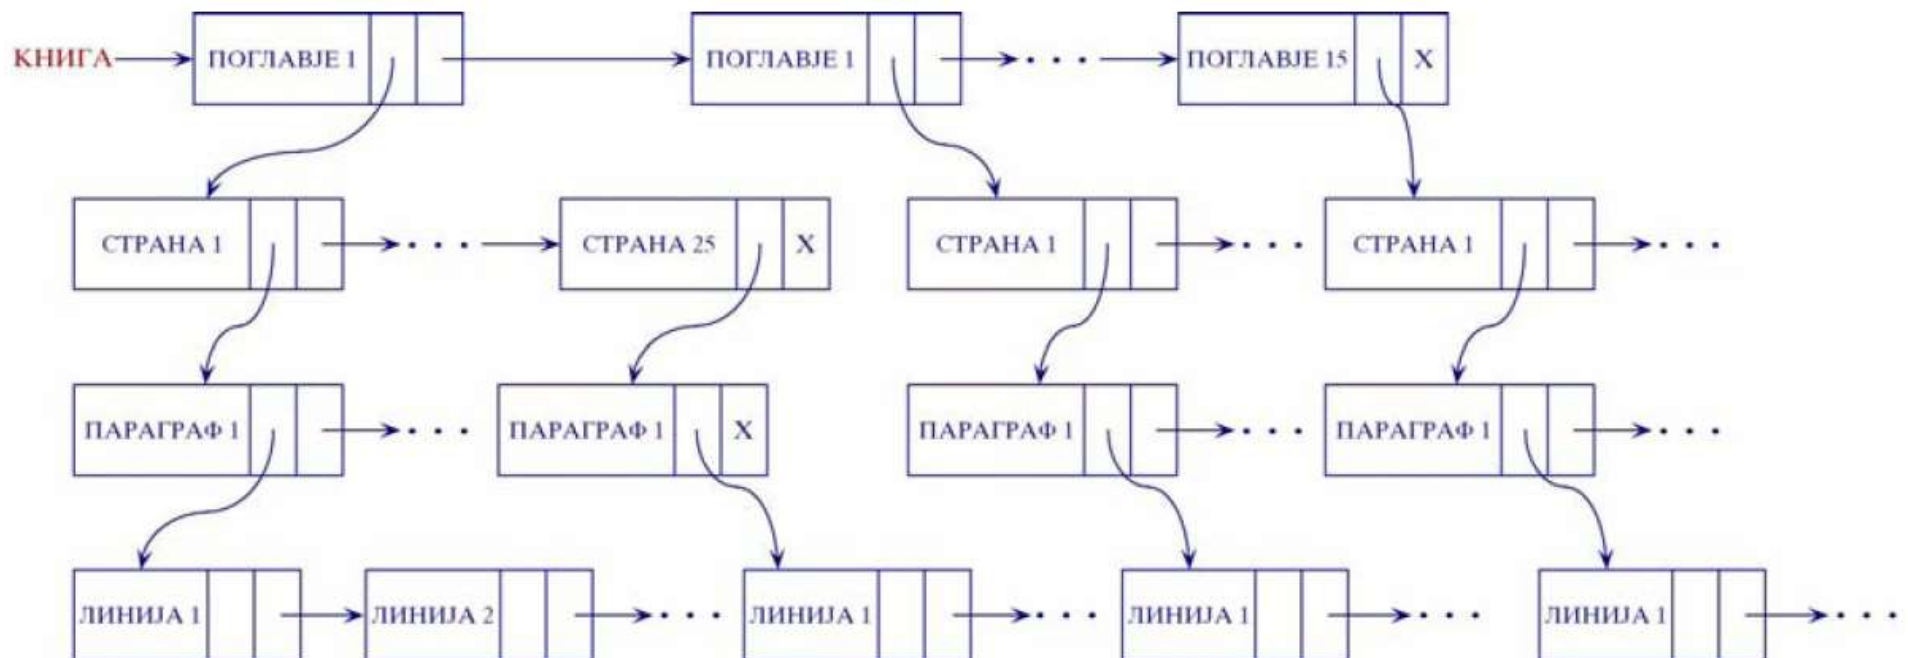 КНИГА ПОГЛАВЈЕ 1 ПОГЛАВЈЕ 1 ПОГЛАВЈЕ 15 X
СТРАНА 1 СТРАНА 25 X СТРАНА 1 СТРАНА 1
ПАРАГРАФ 1 ПАРАГРАФ 1 X ПАРАГРАФ 1 ПАРАГРАФ 1
ЛИНИЈА 1 ЛИНИЈА 2 ЛИНИЈА 1 ЛИНИЈА 1 ЛИНИЈА 1